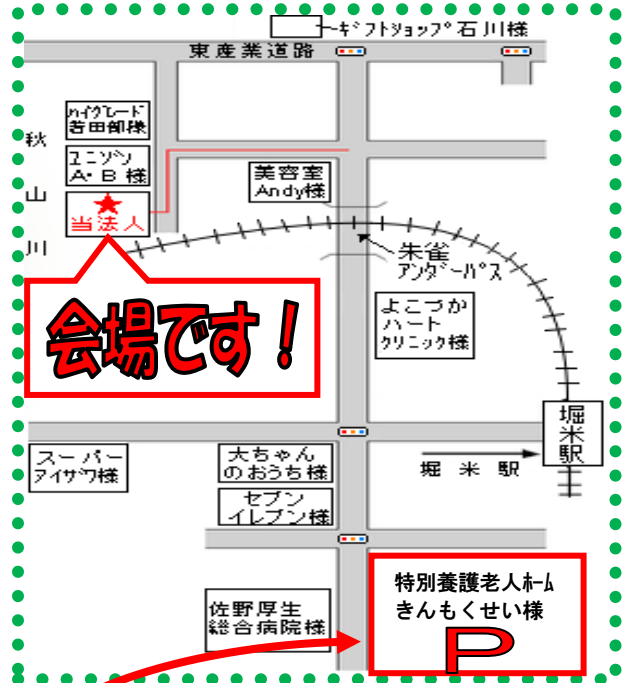 ギフトショップ石川様
東産業道路
ハイグレード
若田部様
秋山川
ユニゾン
A・B 様
美容室
Andy様
★
当法人
朱雀
アンダーパス
会場です!
よこづか
ハート
クリニック様
堀米駅
スーパー
アイザワ様
大ちゃん
のおうち様
堀 米 駅
セブン
イレブン様
特別養護老人ホーム
きんもくせい様
P
佐野厚生
総合病院様